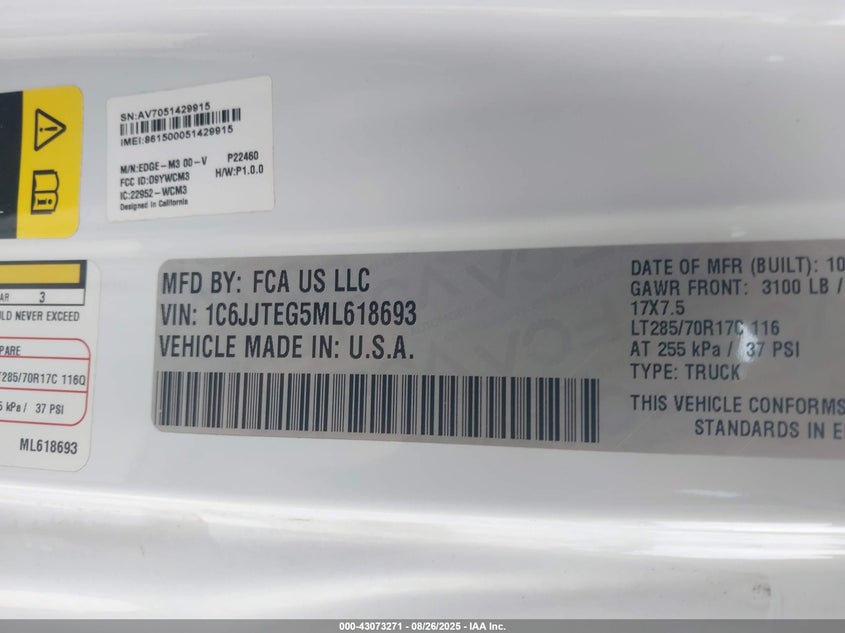 SN:AV7051429915
IMEI:861500051429915
M/N:EDGE-M3 00-V P22460
FCC ID:O9YWCM3 H/W:P1.0.0
IC:22952-WCM3
Designed in California
AR 3
LD NEVER EXCEED
PARE
285/70R17C 116Q
5 kPa / 37 PSI
ML618693
MFD BY: FCA US LLC
VIN: 1C6JJTEG5ML618693
VEHICLE MADE IN: U.S.A.
DATE OF MFR (BUILT): 10
GAWR FRONT: 3100 LB /
17X7.5
LT285/70R17C 116
AT 255 kPa / 37 PSI
TYPE: TRUCK
THIS VEHICLE CONFORMS
STANDARDS IN E
000-43073271 - 08/26/2025 - IAA Inc.